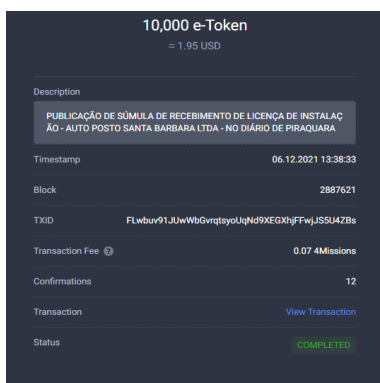 10,000 e-Token
≈ 1.95 USD
Description
PUBLICAÇÃO DE SÚMULA DE RECEBIMENTO DE LICENÇA DE INSTALAÇ
ÃO - AUTO POSTO SANTA BARBARA LTDA - NO DIÁRIO DE PIRAQUARA
Timestamp 06.12.2021 13:38:33
Block 2887621
TXID FLwbuv91JUwWbGvrqtsyoUqNd9XEGXhjFFwjJS5U4ZBs
Transaction Fee ? 0.07 4Missions
Confirmations 12
Transaction View Transaction
Status COMPLETED